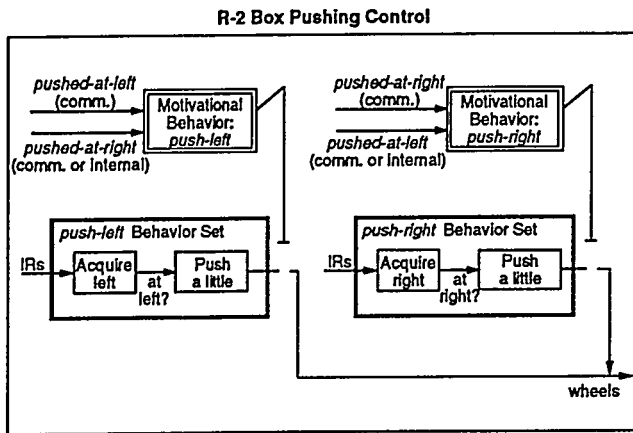 R-2 Box Pushing Control
pushed-at-left
(comm.)
pushed-at-right
(comm. or internal)
Motivational
Behavior:
push-left
pushed-at-right
(comm.)
pushed-at-left
(comm. or internal)
Motivational
Behavior:
push-right
push-left Behavior Set
IRs
Acquire
left
at
left?
Push
a little
push-right Behavior Set
IRs
Acquire
right
at
right?
Push
a little
wheels